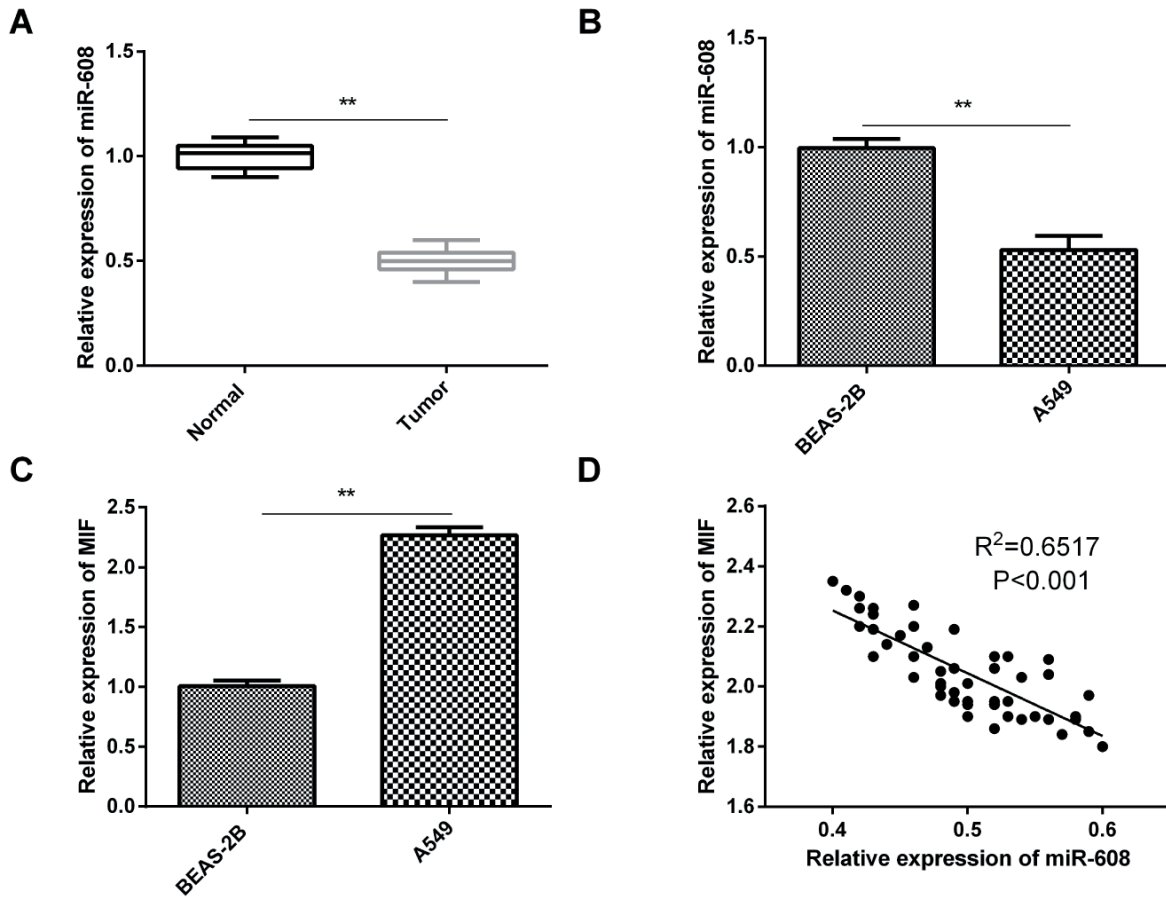 A
Relative expression of miR-608
1.5
1.0
0.5
0.0
**
Normal
Tumor
B
Relative expression of miR-608
1.5
1.0
0.5
0.0
**
BEAS-2B
A549
C
Relative expression of MIF
2.5
2.0
1.5
1.0
0.5
0.0
**
BEAS-2B
A549
D
Relative expression of MIF
2.6
2.4
2.2
2.0
1.8
1.6
R²=0.6517
P<0.001
0.4
0.5
0.6
Relative expression of miR-608